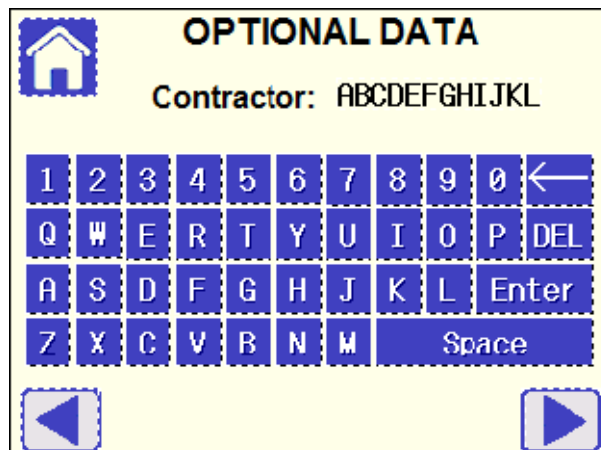 OPTIONAL DATA
Contractor: ABCDEFGHIJKL
1 2 3 4 5 6 7 8 9 0 ←
Q W E R T Y U I O P DEL
A S D F G H J K L Enter
Z X C V B N M Space